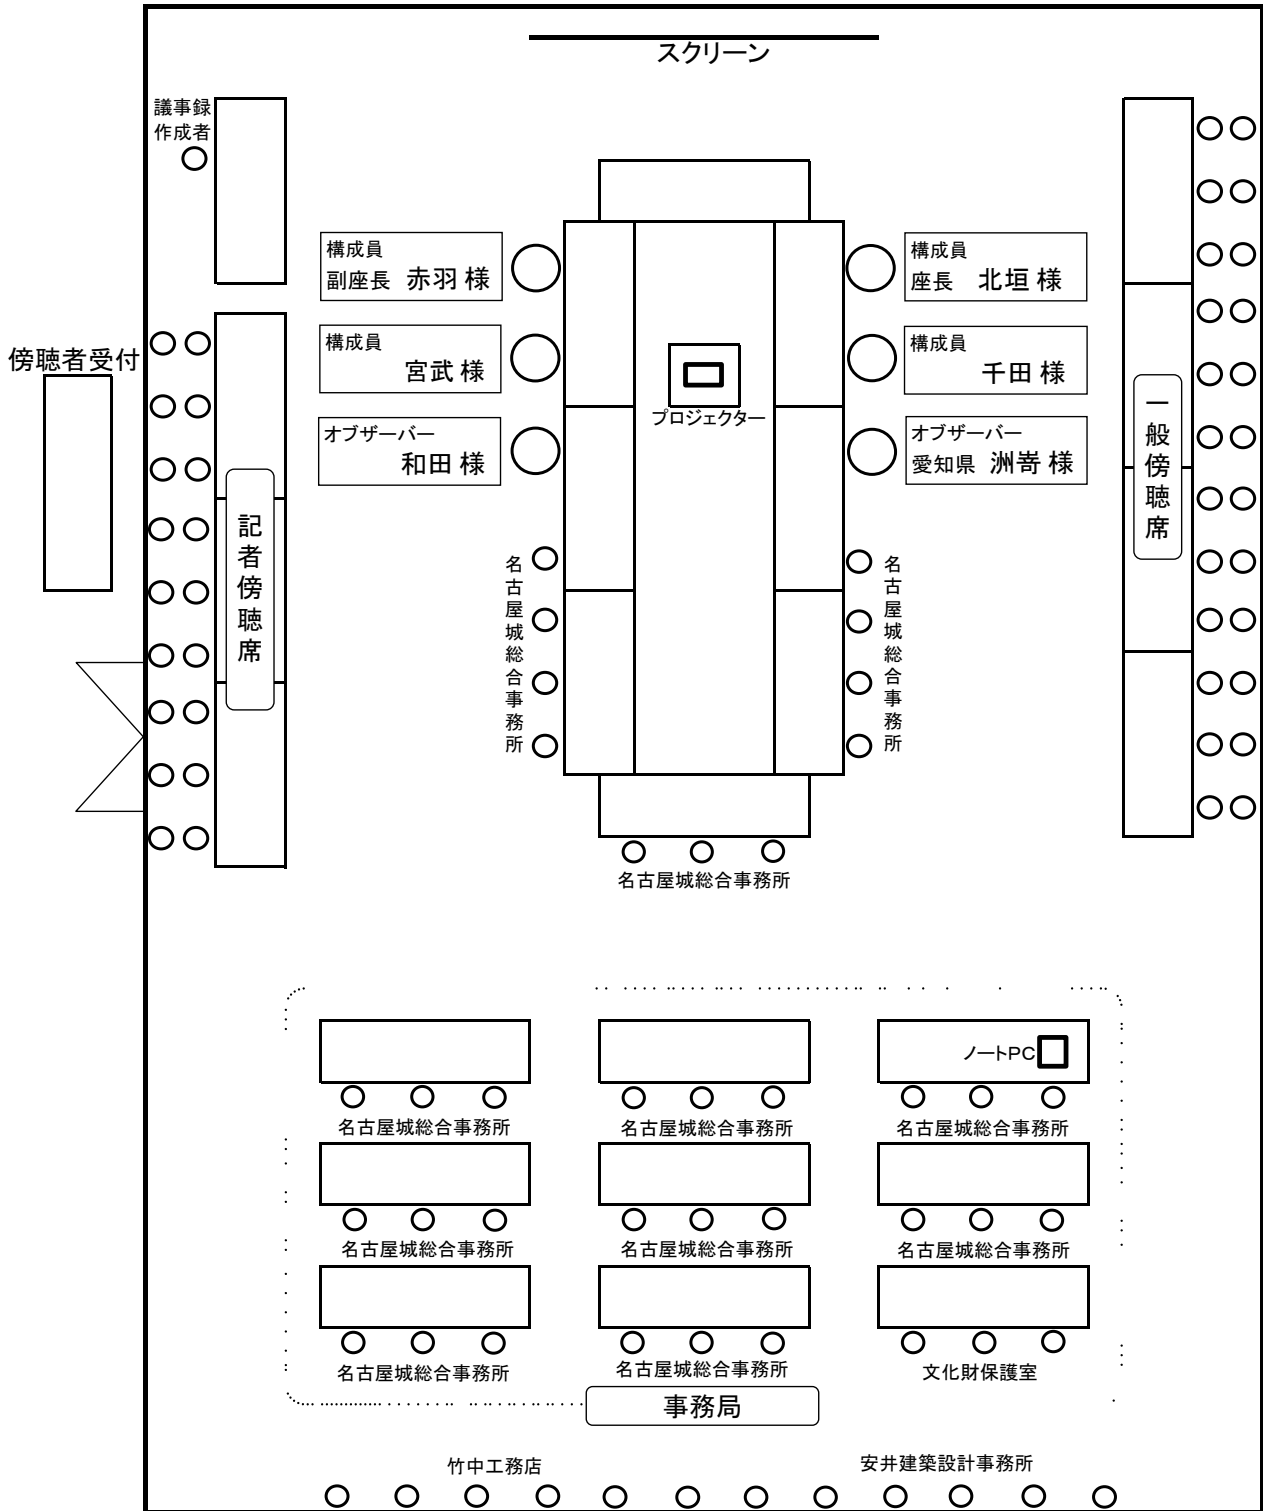 スクリーン
議事録
作成者
構成員
副座長 赤羽 様
構成員
座長 北垣 様
傍聴者受付
構成員
宮武 様
構成員
千田 様
プロジェクター
オブザーバー
和田 様
オブザーバー
愛知県 洲嵜 様
記者傍聴席
一般傍聴席
名古屋城総合事務所
名古屋城総合事務所
名古屋城総合事務所
ノートPC
名古屋城総合事務所
名古屋城総合事務所
名古屋城総合事務所
名古屋城総合事務所
名古屋城総合事務所
名古屋城総合事務所
名古屋城総合事務所
名古屋城総合事務所
文化財保護室
事務局
竹中工務店
安井建築設計事務所